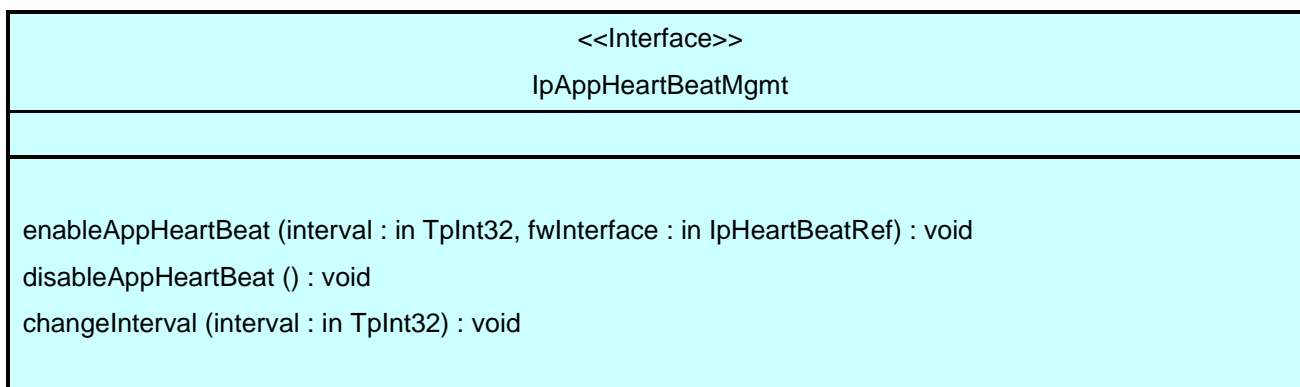 <<Interface>>
IpAppHeartBeatMgmt
enableAppHeartBeat (interval : in TpInt32, fwInterface : in IpHeartBeatRef) : void
disableAppHeartBeat () : void
changeInterval (interval : in TpInt32) : void